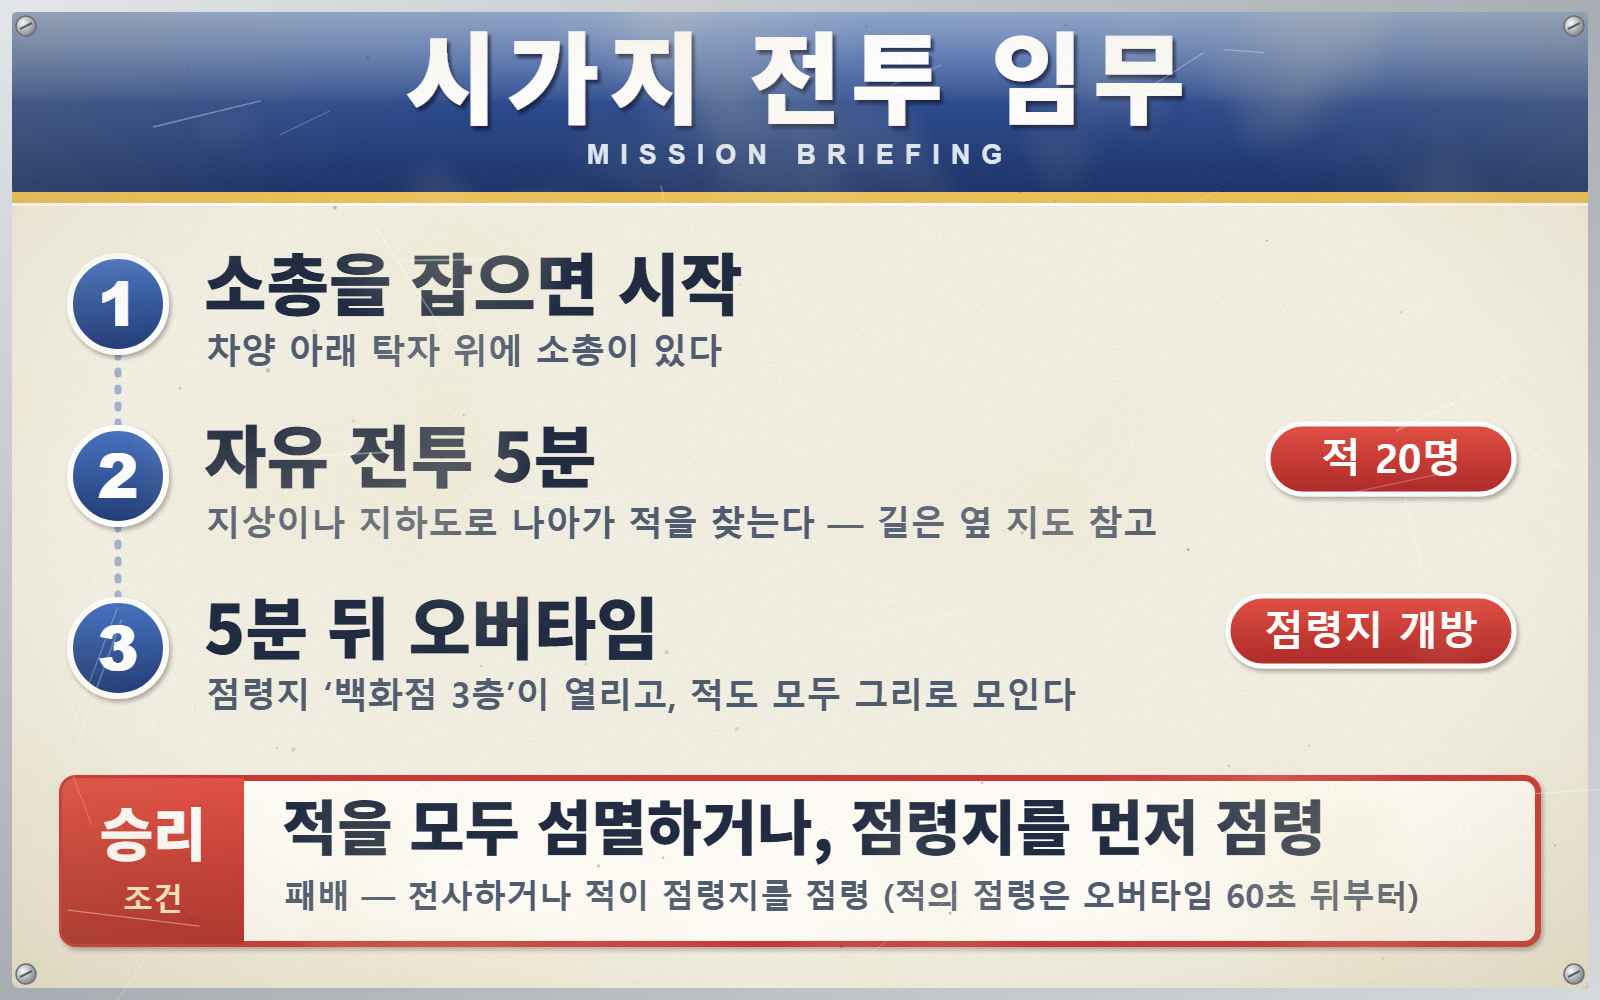 시가지 전투 임무
MISSION BRIEFING
1
소총을 잡으면 시작
차양 아래 탁자 위에 소총이 있다
2
자유 전투 5분
적 20명
지상이나 지하도로 나아가 적을 찾는다 — 길은 옆 지도 참고
3
5분 뒤 오버타임
점령지 개방
점령지 ‘백화점 3층’이 열리고, 적도 모두 그리로 모인다
승리
조건
적을 모두 섬멸하거나, 점령지를 먼저 점령
패배 — 전사하거나 적이 점령지를 점령 (적의 점령은 오버타임 60초 뒤부터)